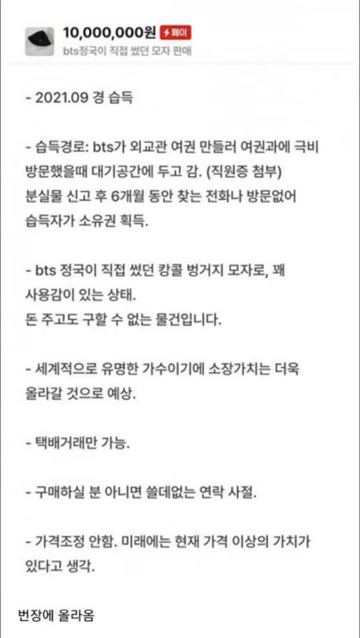 10,000,000원 페이
bts정국이 직접 썼던 모자 판매
- 2021.09 경 습득
- 습득경로: bts가 외교관 여권 만들러 여권과에 극비
방문했을때 대기공간에 두고 감. (직원증 첨부)
분실물 신고 후 6개월 동안 찾는 전화나 방문없어
습득자가 소유권 획득.
- bts 정국이 직접 썼던 캉콜 벙거지 모자로, 꽤
사용감이 있는 상태.
돈 주고도 구할 수 없는 물건입니다.
- 세계적으로 유명한 가수이기에 소장가치는 더욱
올라갈 것으로 예상.
- 택배거래만 가능.
- 구매하실 분 아니면 쓸데없는 연락 사절.
- 가격조정 안함. 미래에는 현재 가격 이상의 가치가
있다고 생각.
번장에 올라옴